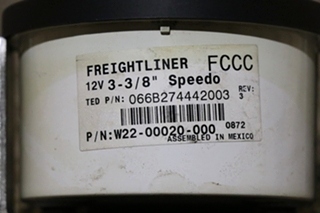 FREIGHTLINER FCCC
12V 3-3/8" Speedo
TED P/N: 066B274442003 REV: 3
P/N: W22-00020-000 0872
ASSEMBLED IN MEXICO